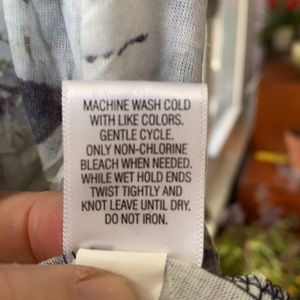 MACHINE WASH COLD
WITH LIKE COLORS.
GENTLE CYCLE.
ONLY NON-CHLORINE
BLEACH WHEN NEEDED.
WHILE WET HOLD ENDS
TWIST TIGHTLY AND
KNOT LEAVE UNTIL DRY.
DO NOT IRON.